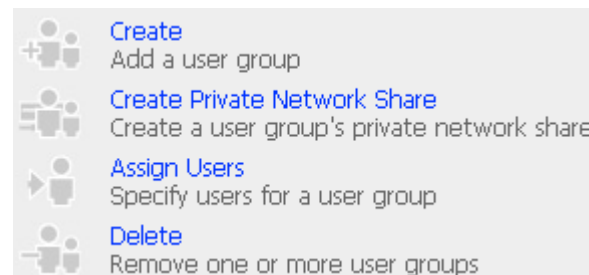 Create
Add a user group
Create Private Network Share
Create a user group's private network share
Assign Users
Specify users for a user group
Delete
Remove one or more user groups